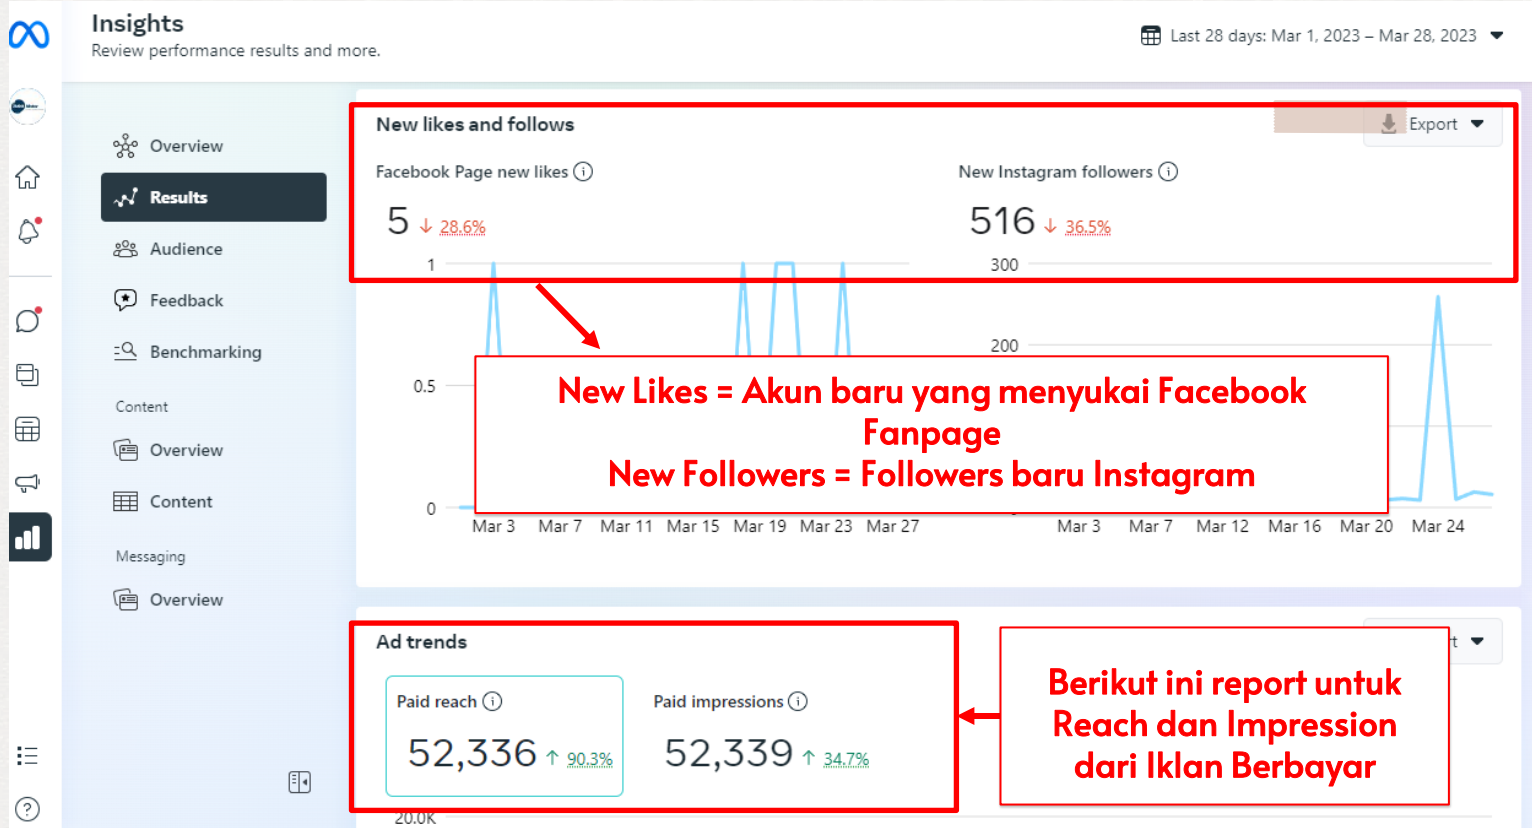 Insights
Review performance results and more.
Last 28 days: Mar 1, 2023 – Mar 28, 2023
Overview
Results
Audience
Feedback
Benchmarking
Content
Overview
Content
Messaging
Overview
New likes and follows
Export
Facebook Page new likes
5 ↓ 28.6%
New Instagram followers
516 ↓ 36.5%
1
0.5
0
Mar 3 Mar 7 Mar 11 Mar 15 Mar 19 Mar 23 Mar 27
300
200
Mar 3 Mar 7 Mar 12 Mar 16 Mar 20 Mar 24
New Likes = Akun baru yang menyukai Facebook
Fanpage
New Followers = Followers baru Instagram
Ad trends
Paid reach
52,336 ↑ 90.3%
Paid impressions
52,339 ↑ 34.7%
20.0K
Berikut ini report untuk
Reach dan Impression
dari Iklan Berbayar